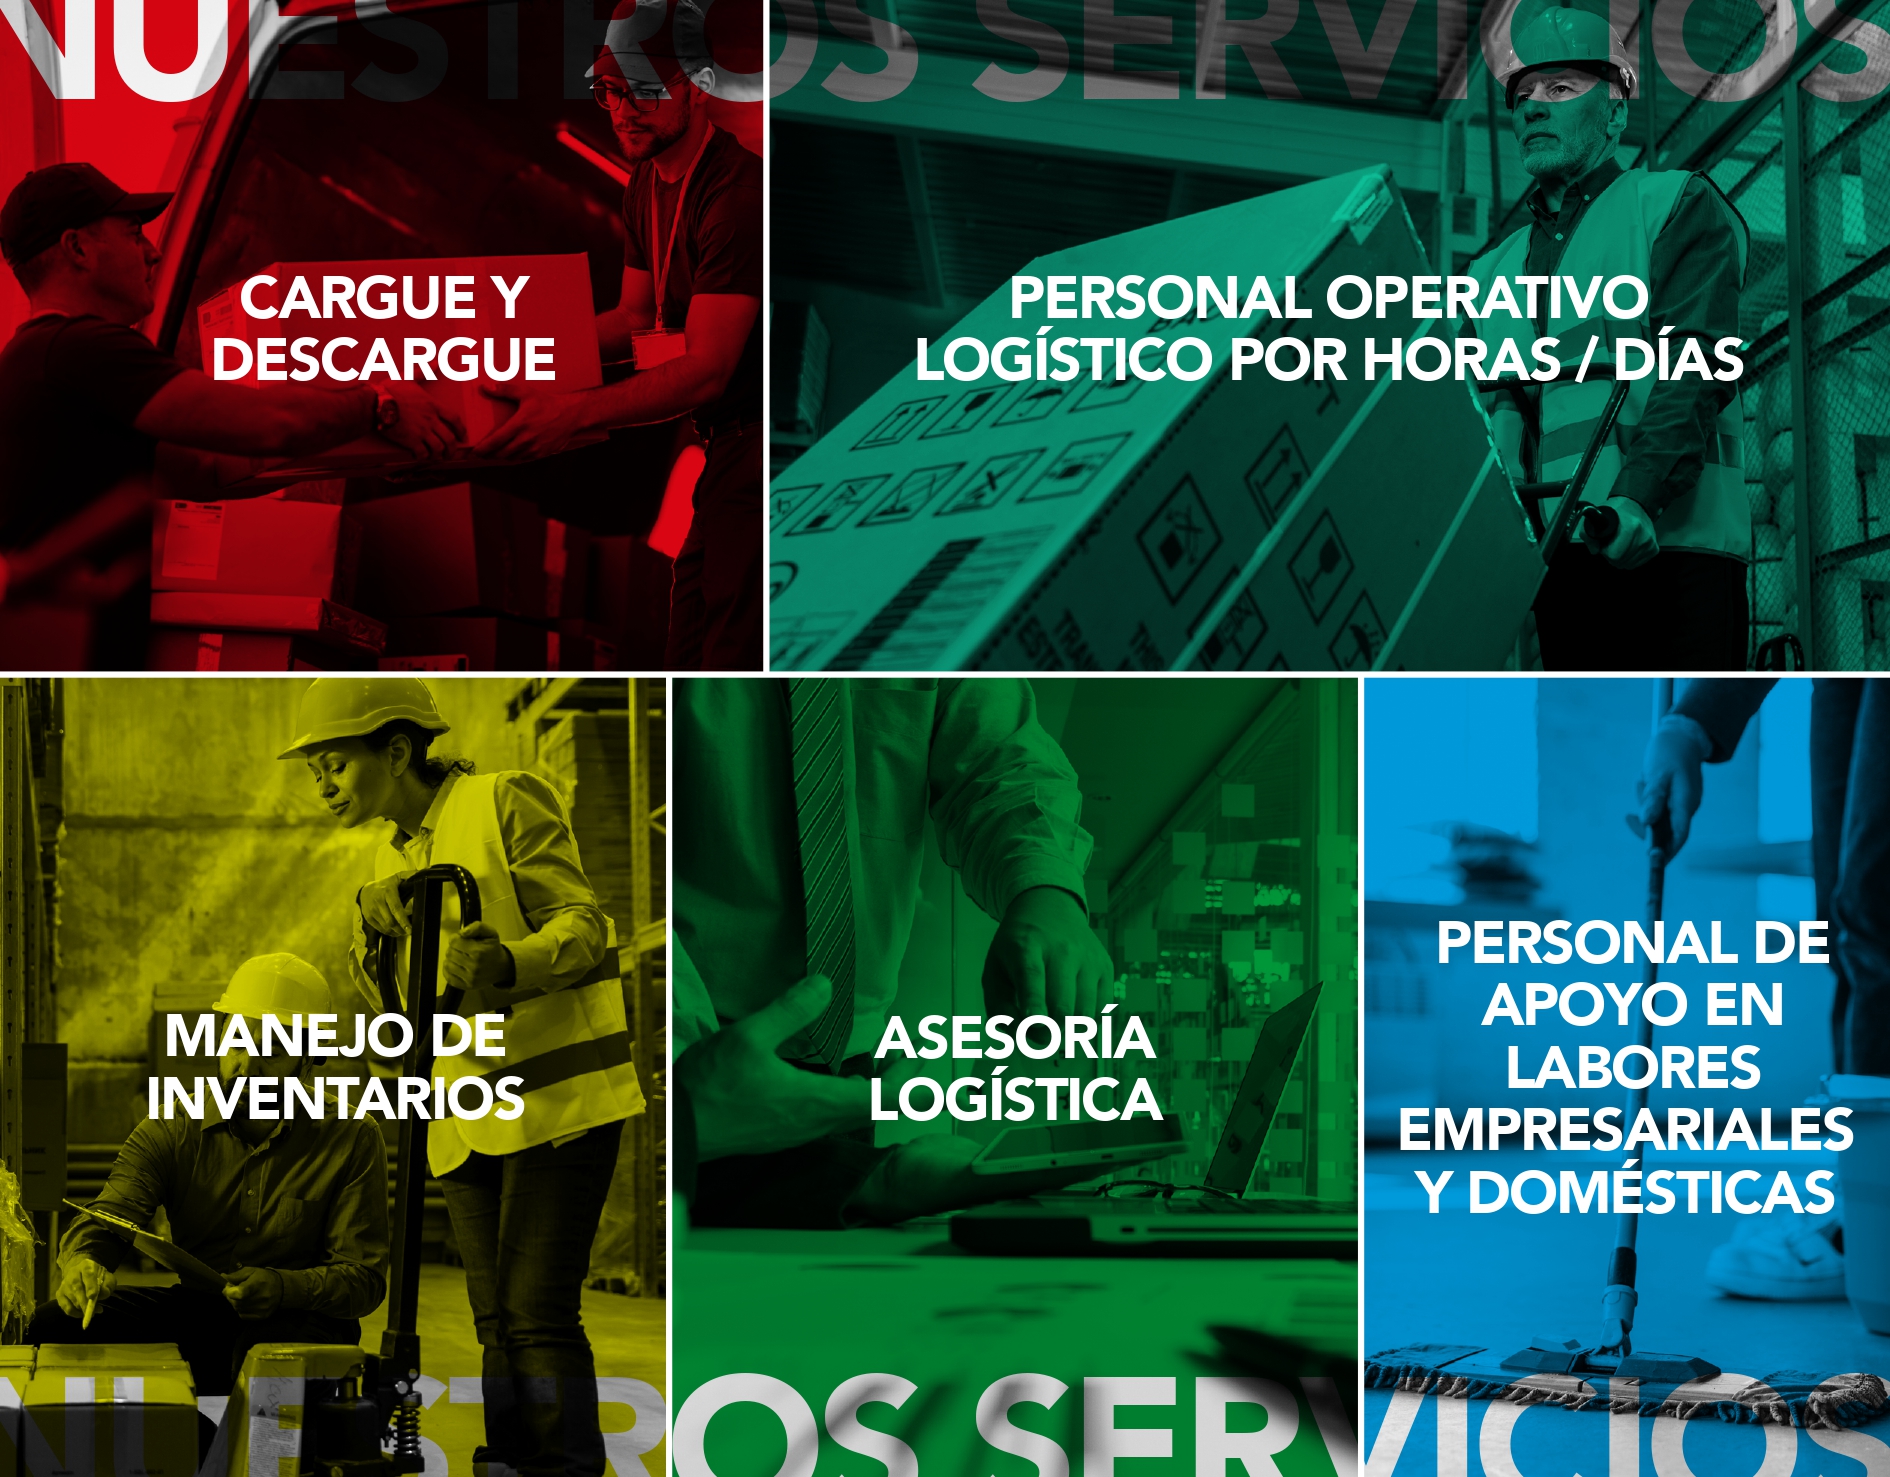 NUESTROS SERVICIOS
CARGUE Y
DESCARGUE
PERSONAL OPERATIVO
LOGÍSTICO POR HORAS / DÍAS
MANEJO DE
INVENTARIOS
ASESORÍA
LOGÍSTICA
PERSONAL DE
APOYO EN
LABORES
EMPRESARIALES
Y DOMÉSTICAS
NUESTROS SERVICIOS